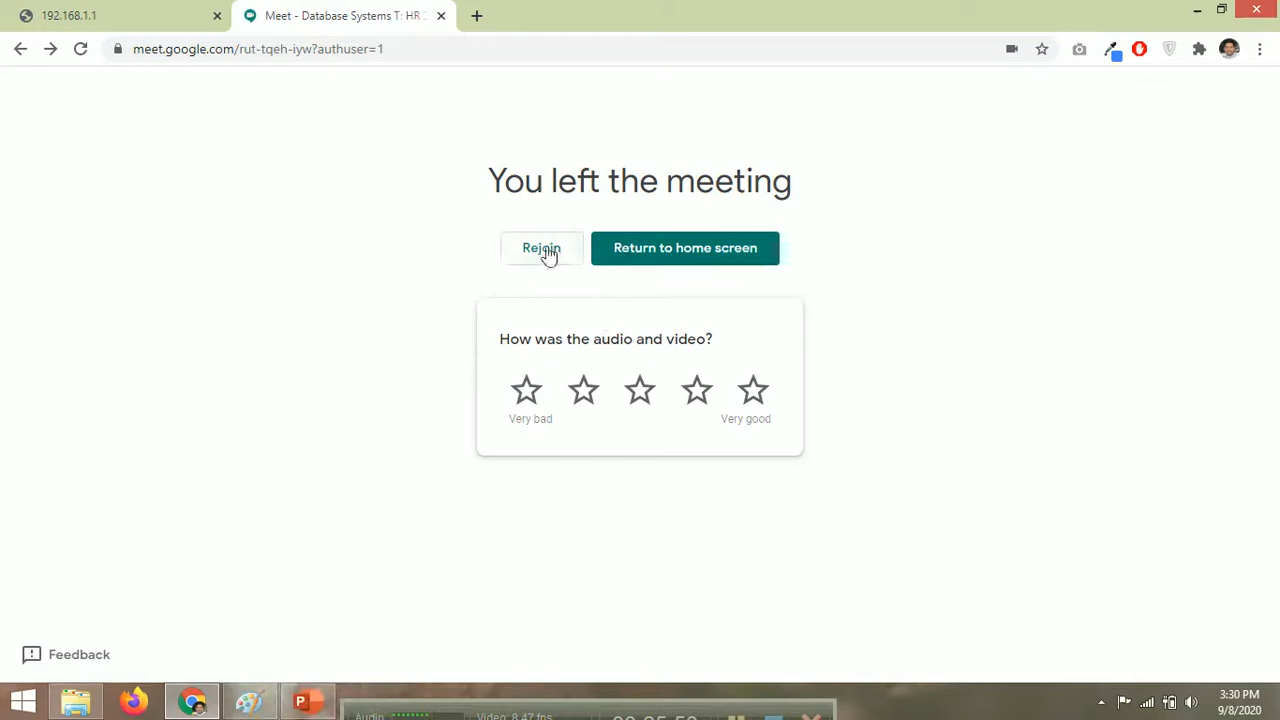 192.168.1.1
Meet - Database Systems T: HR
meet.google.com/rut-tqeh-iyw?authuser=1
You left the meeting
Rejoin
Return to home screen
How was the audio and video?
Very bad
Very good
Feedback
3:30 PM
9/8/2020
Audio
Video: 8.47 fps